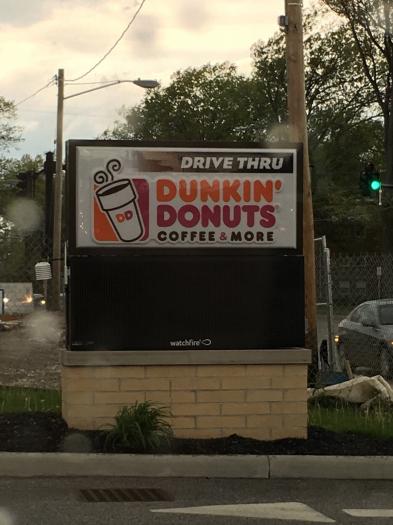 DRIVE THRU
DD
DUNKIN'
DONUTS
COFFEE & MORE
watchfire